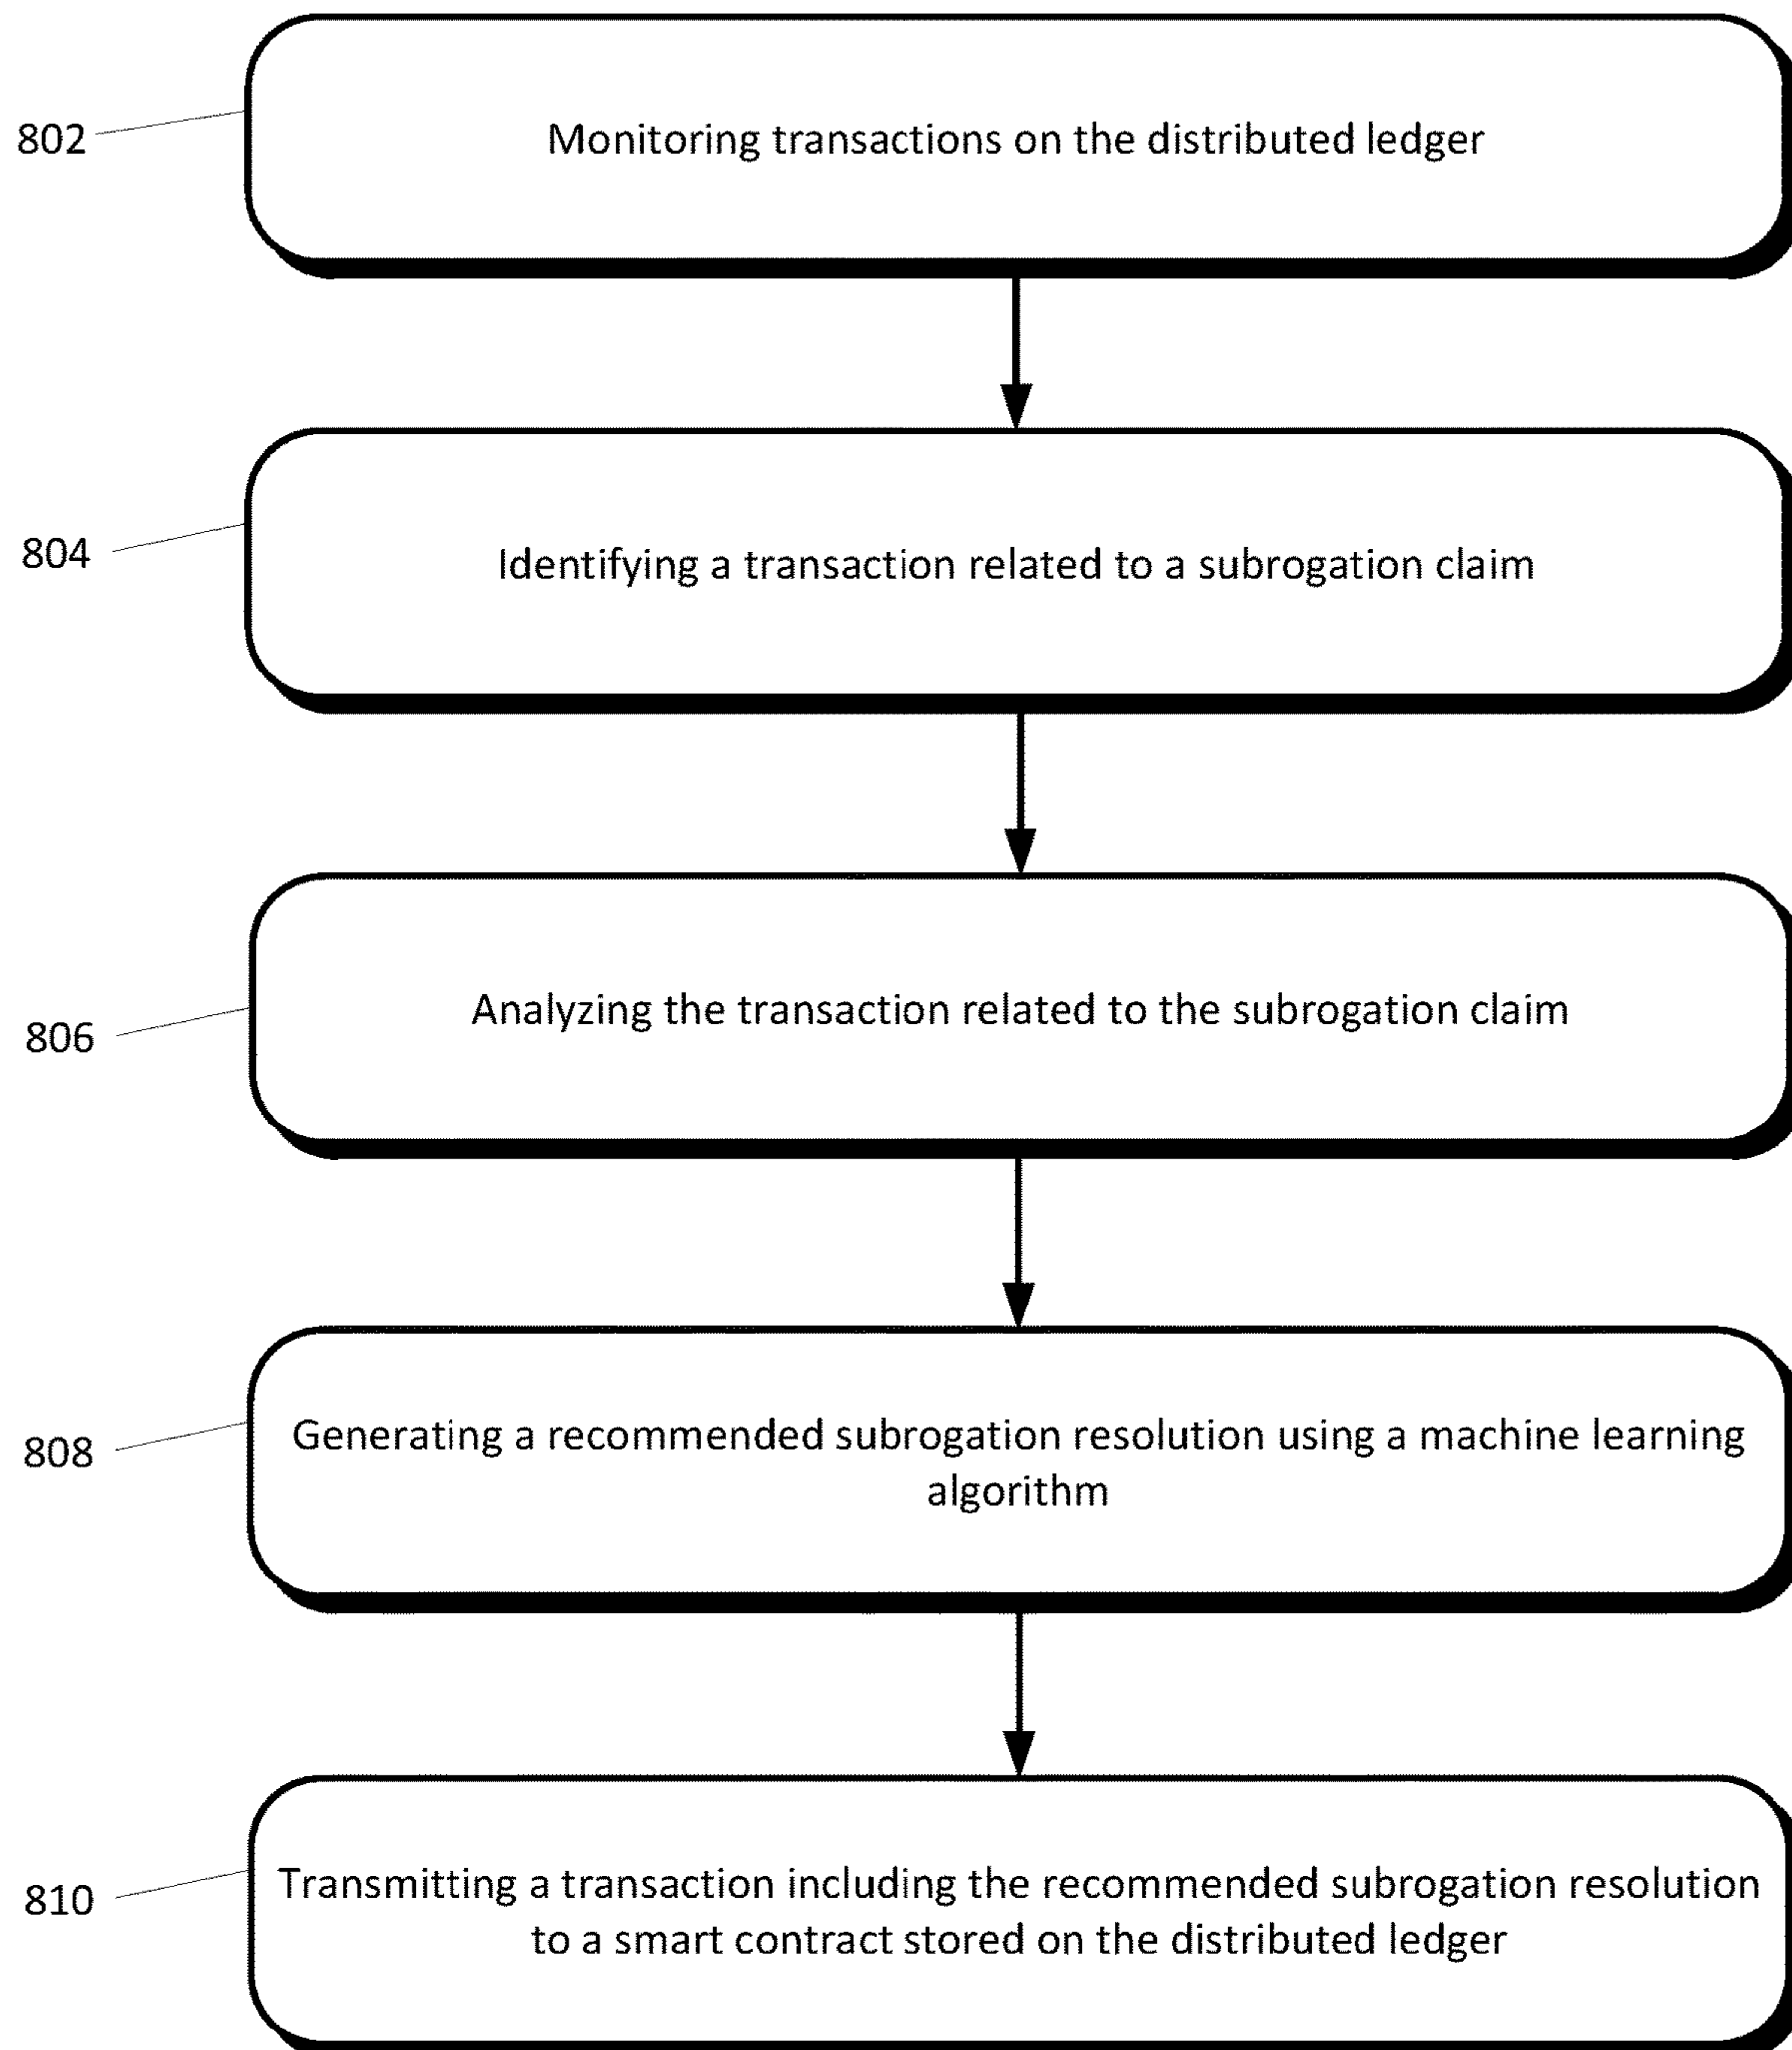 802
Monitoring transactions on the distributed ledger
804
Identifying a transaction related to a subrogation claim
806
Analyzing the transaction related to the subrogation claim
808
Generating a recommended subrogation resolution using a machine learning
algorithm
810
Transmitting a transaction including the recommended subrogation resolution
to a smart contract stored on the distributed ledger